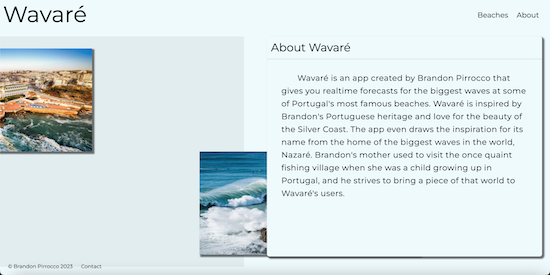 Wavaré
Beaches About
About Wavaré
Wavaré is an app created by Brandon Pirrocco that
gives you realtime forecasts for the biggest waves at some
of Portugal's most famous beaches. Wavaré is inspired by
Brandon's Portuguese heritage and love for the beauty of
the Silver Coast. The app even draws the inspiration for its
name from the home of the biggest waves in the world,
Nazaré. Brandon's mother used to visit the once quaint
fishing village when she was a child growing up in
Portugal, and he strives to bring a piece of that world to
Wavaré's users.
© Brandon Pirrocco 2023 Contact